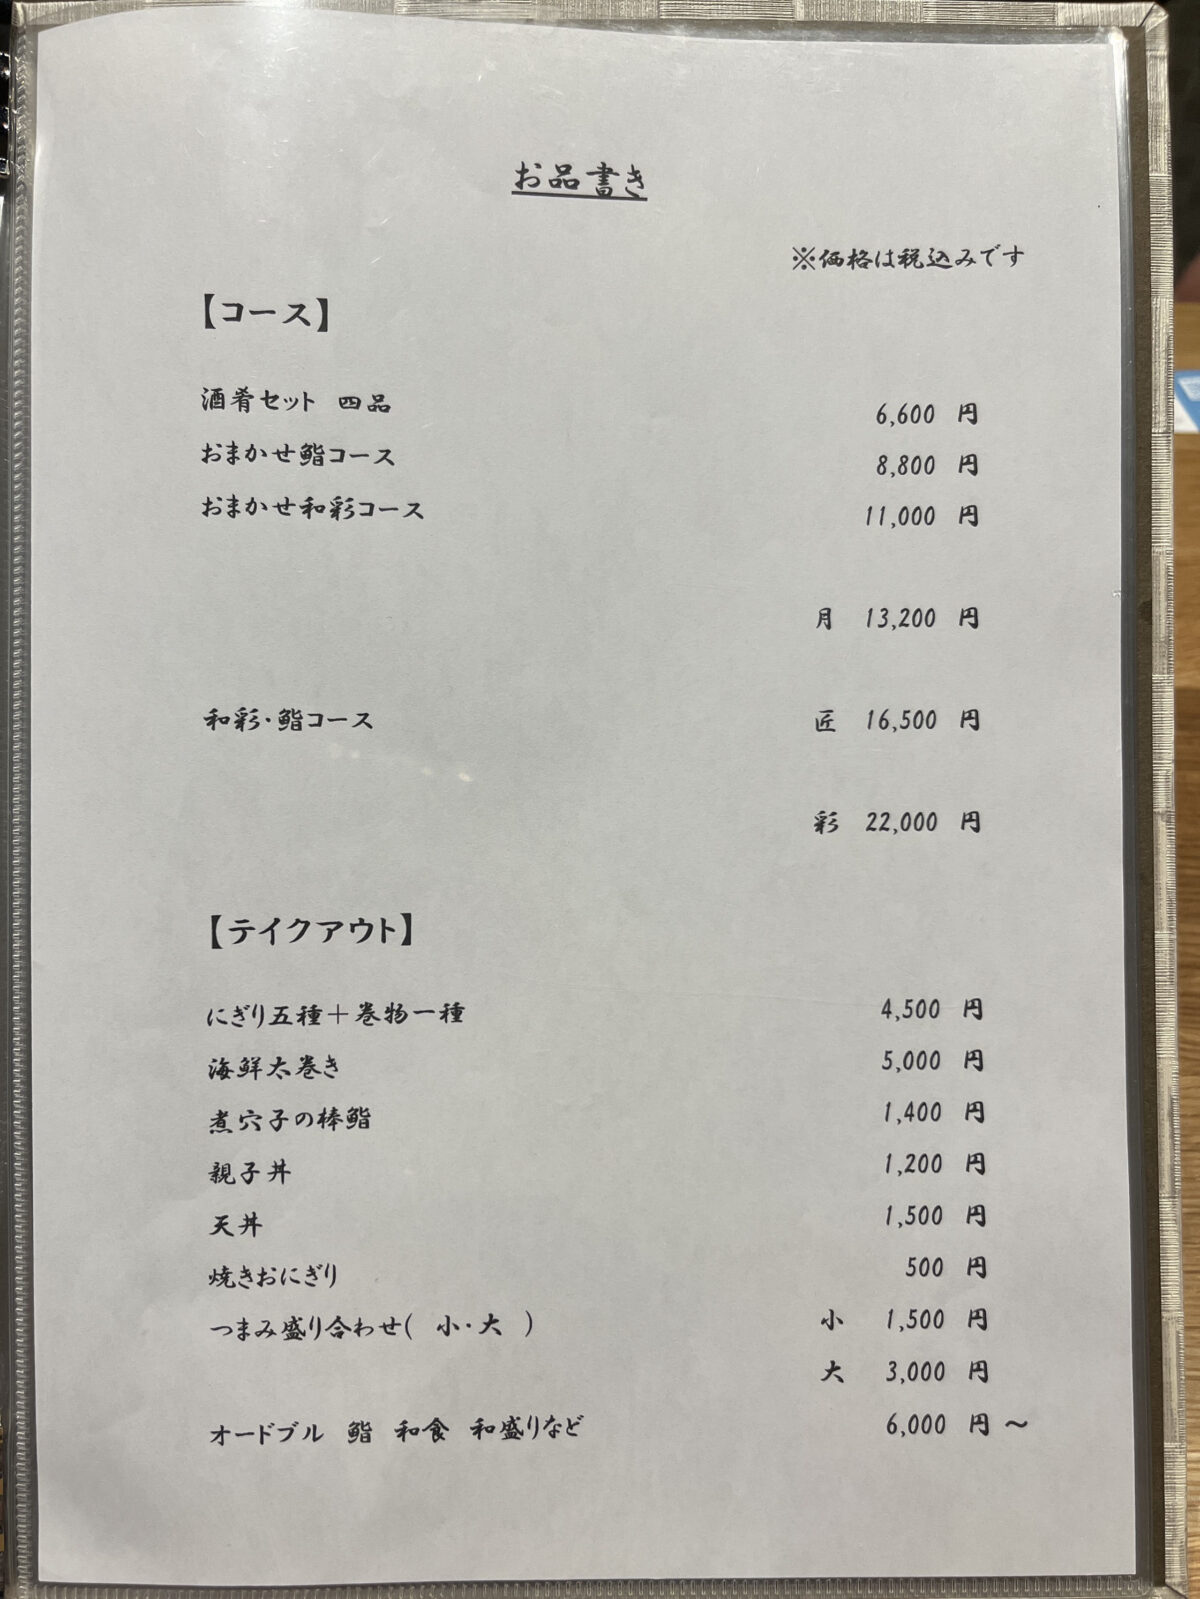 お品書き
※価格は税込みです
【コース】
酒肴セット 四品 6,600 円
おまかせ鮨コース 8,800 円
おまかせ和彩コース 11,000 円
月 13,200 円
和彩・鮨コース 匠 16,500 円
彩 22,000 円
【テイクアウト】
にぎり五種＋巻物一種 4,500 円
海鮮太巻き 5,000 円
煮穴子の棒鮨 1,400 円
親子丼 1,200 円
天丼 1,500 円
焼きおにぎり 500 円
つまみ盛り合わせ( 小・大 ) 小 1,500 円
大 3,000 円
オードブル 鮨 和食 和盛りなど 6,000 円 ～